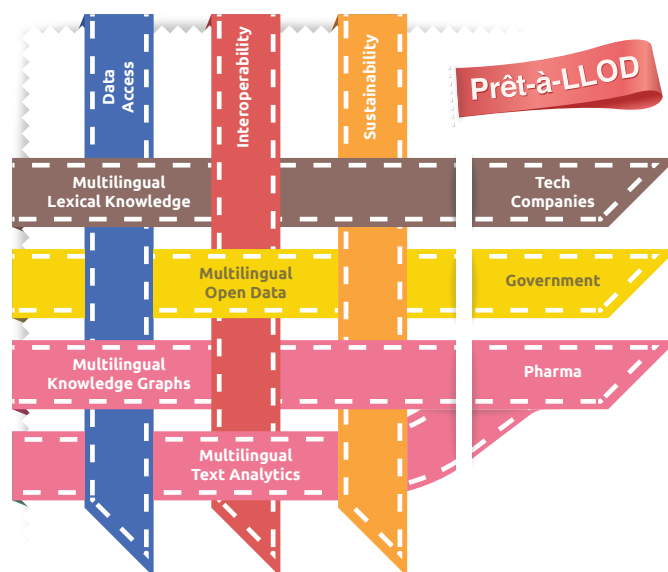 Data
Access
Interoperability
Sustainability
Prêt-à-LLOD
Multilingual
Lexical Knowledge
Tech
Companies
Multilingual
Open Data
Government
Multilingual
Knowledge Graphs
Pharma
Multilingual
Text Analytics